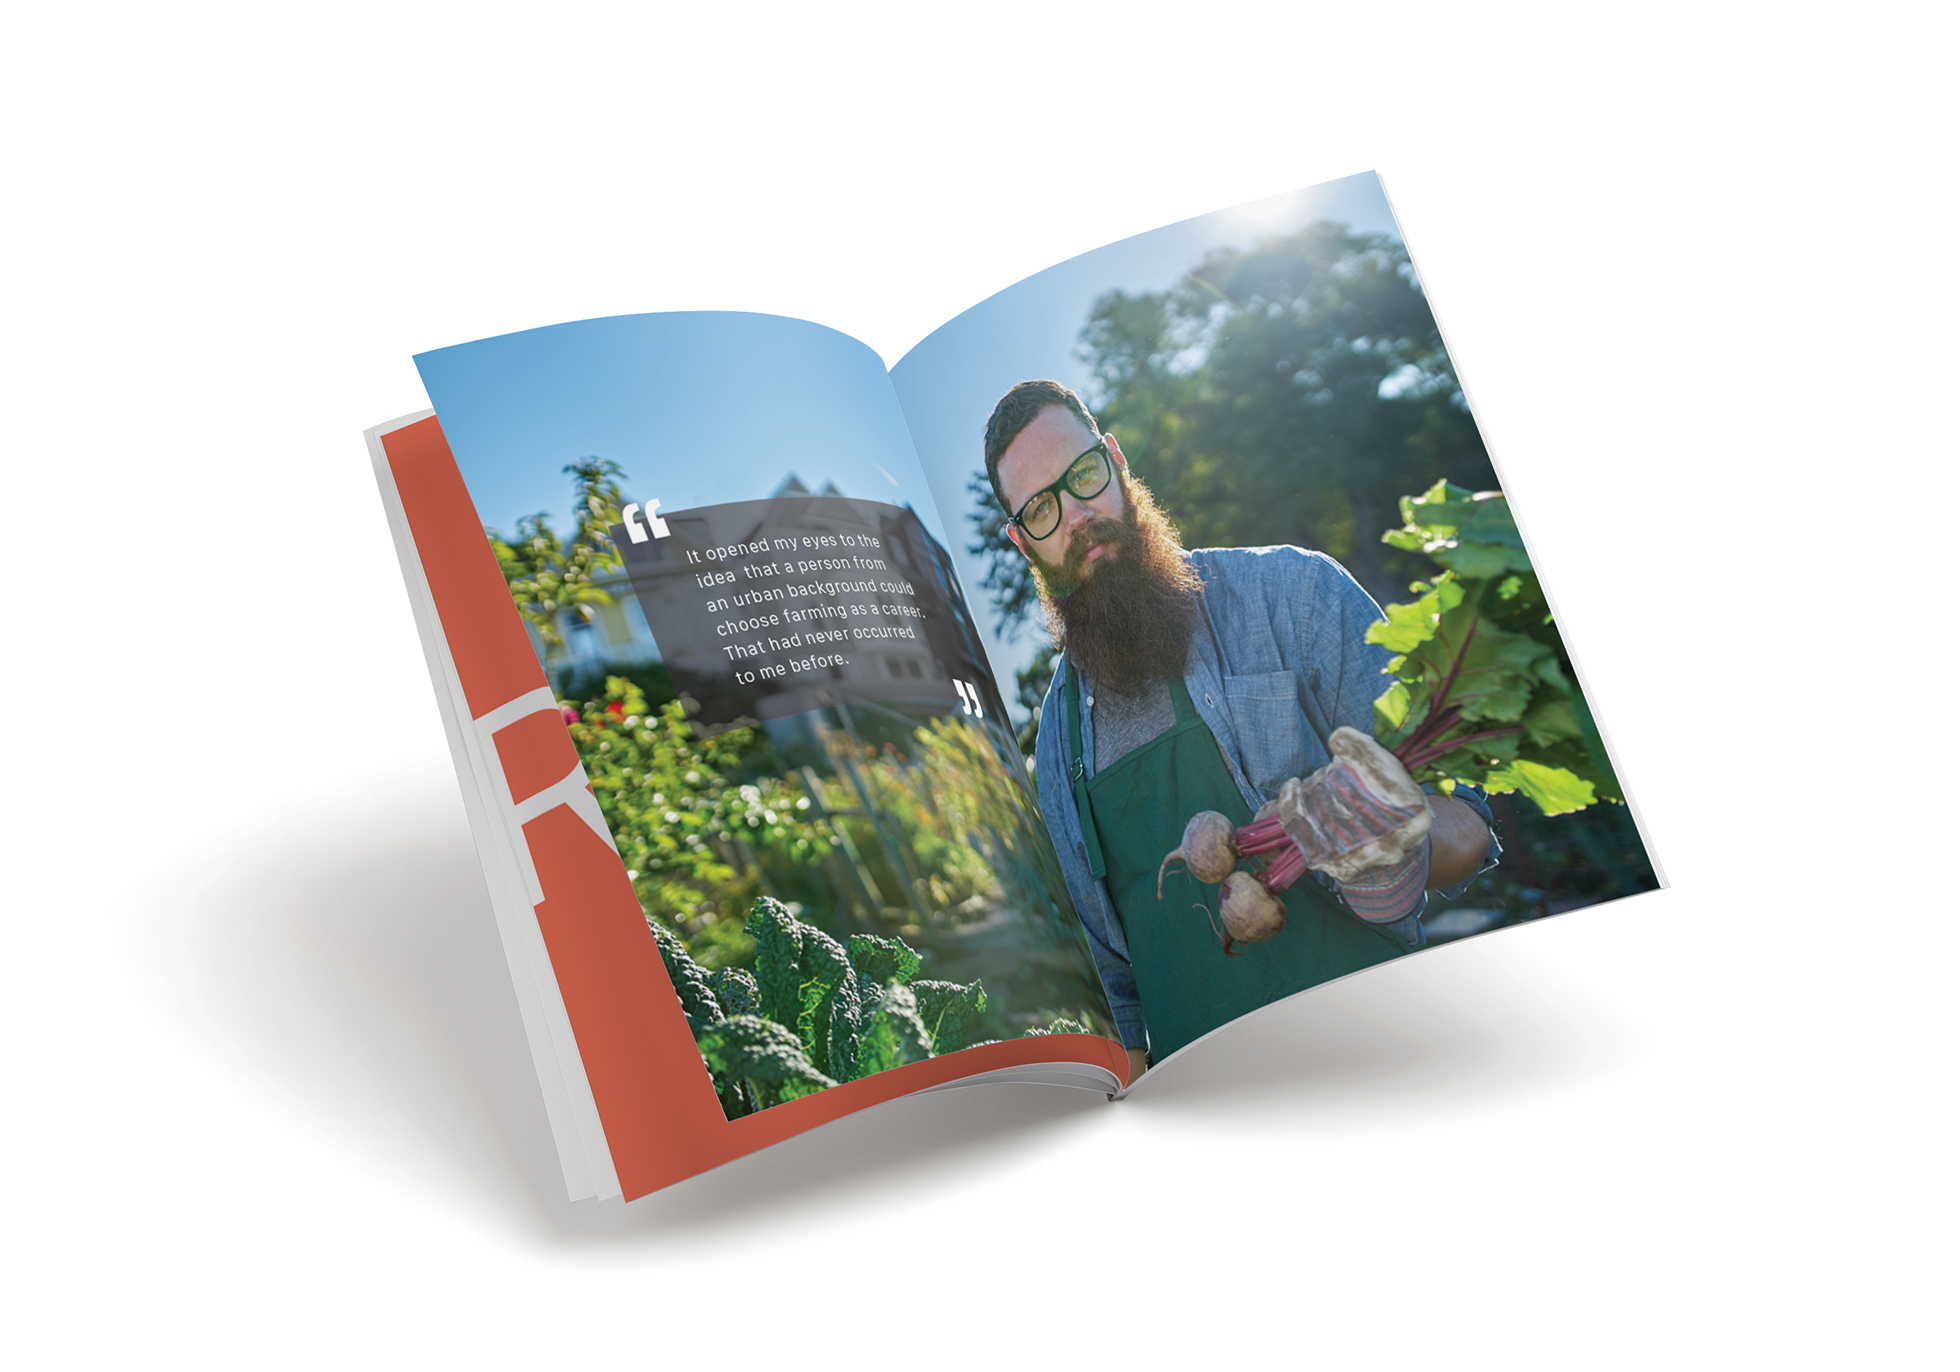 “
It opened my eyes to the
idea that a person from
an urban background could
choose farming as a career.
That had never occurred
to me before.
”
R